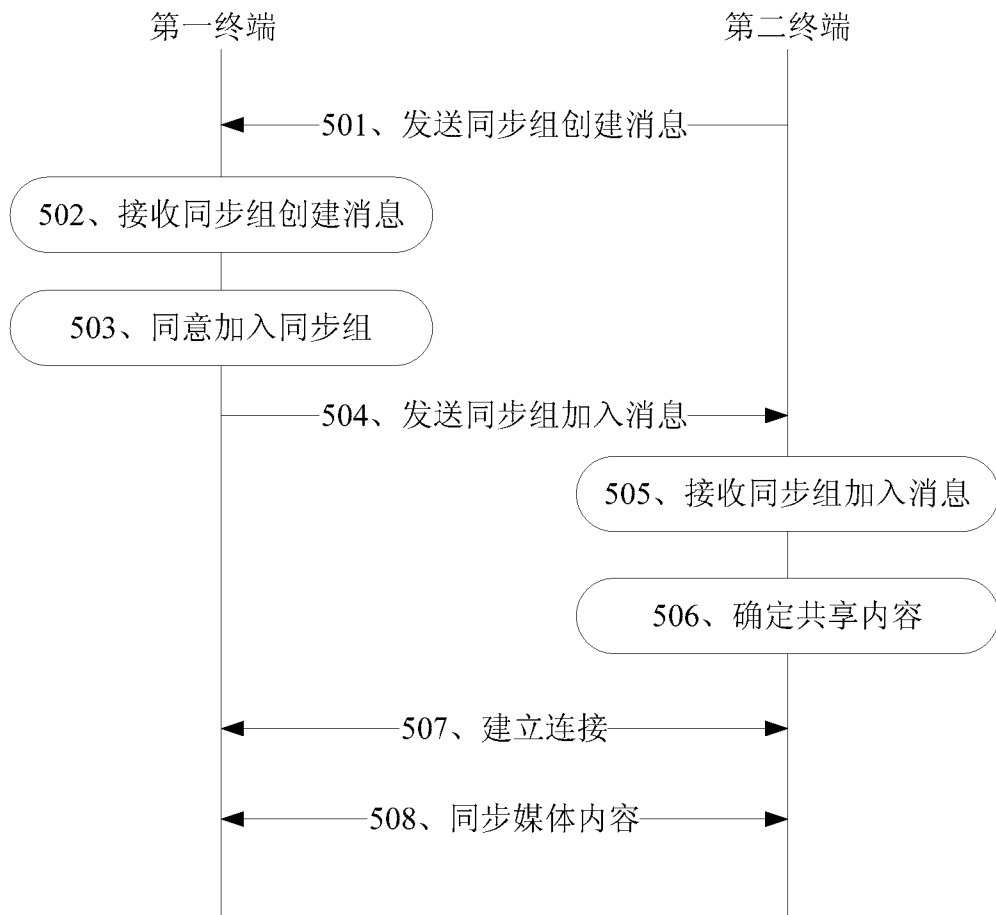 第一终端
第二终端
501、发送同步组创建消息
502、接收同步组创建消息
503、同意加入同步组
504、发送同步组加入消息
505、接收同步组加入消息
506、确定共享内容
507、建立连接
508、同步媒体内容